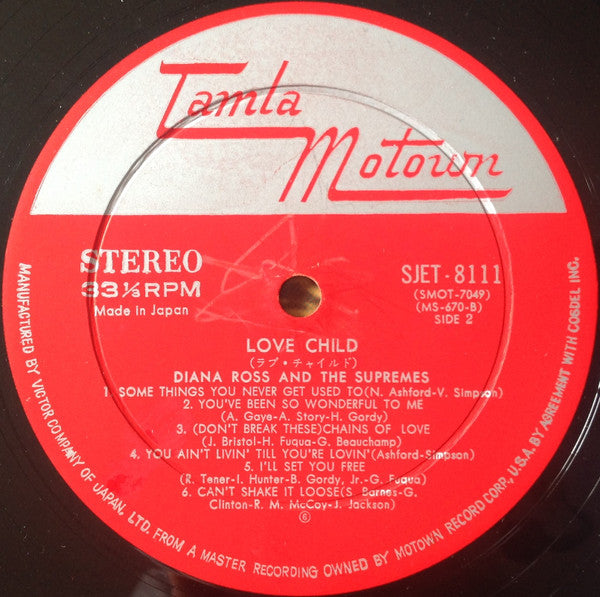 Tamla
Motown
STEREO
33⅓RPM
Made in Japan
SJET-8111
(SMOT-7049)
(MS-670-B)
SIDE 2
LOVE CHILD
(ラブ・チャイルド)
DIANA ROSS AND THE SUPREMES
1. SOME THINGS YOU NEVER GET USED TO(N. Ashford-V. Simpson)
2. YOU'VE BEEN SO WONDERFUL TO ME
(A. Gaye-A. Story-H. Gordy)
3. (DON'T BREAK THESE)CHAINS OF LOVE
(J. Bristol-H. Fuqua-G. Beauchamp)
4. YOU AIN'T LIVIN' TILL YOU'RE LOVIN'(Ashford-Simpson)
5. I'LL SET YOU FREE
(R. Tener-I. Hunter-B. Gordy, Jr.-G. Fuqua)
6. CAN'T SHAKE IT LOOSE(S Barnes-G.
Clinton-R. M. McCoy-J. Jackson)
⑥
MANUFACTURED BY VICTOR COMPANY OF JAPAN, LTD. FROM A MASTER RECORDING OWNED BY MOTOWN RECORD CORP., U.S.A. BY AGREEMENT WITH COSDEL INC.